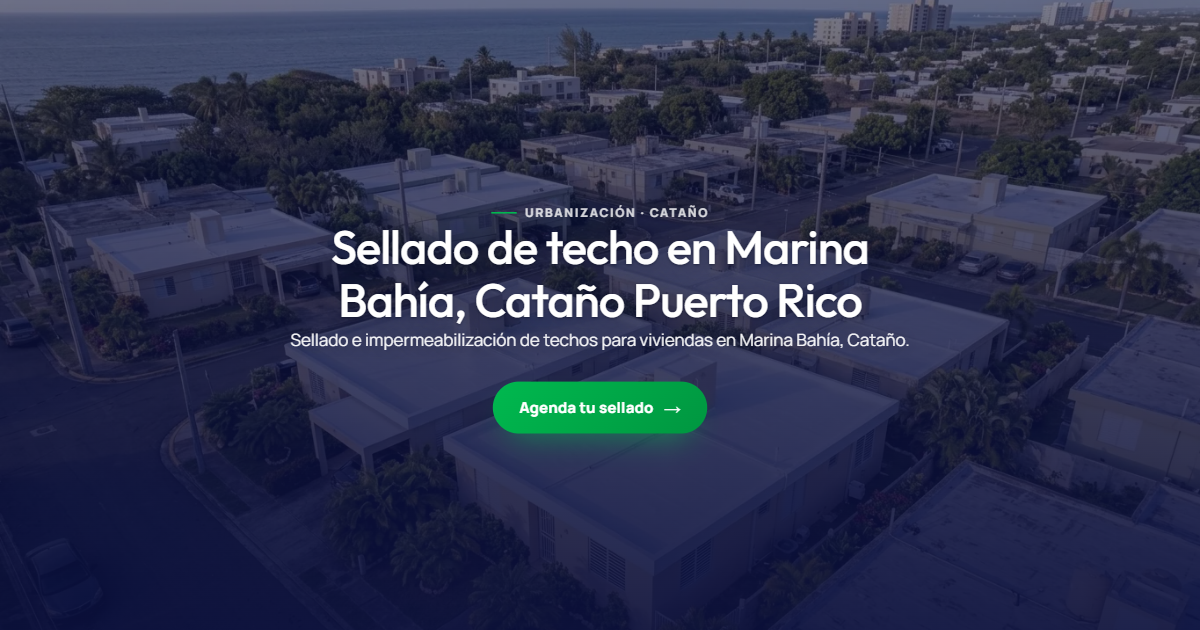 URBANIZACIÓN · CATAÑO
Sellado de techo en Marina
Bahía, Cataño Puerto Rico
Sellado e impermeabilización de techos para viviendas en Marina Bahía, Cataño.
Agenda tu sellado →